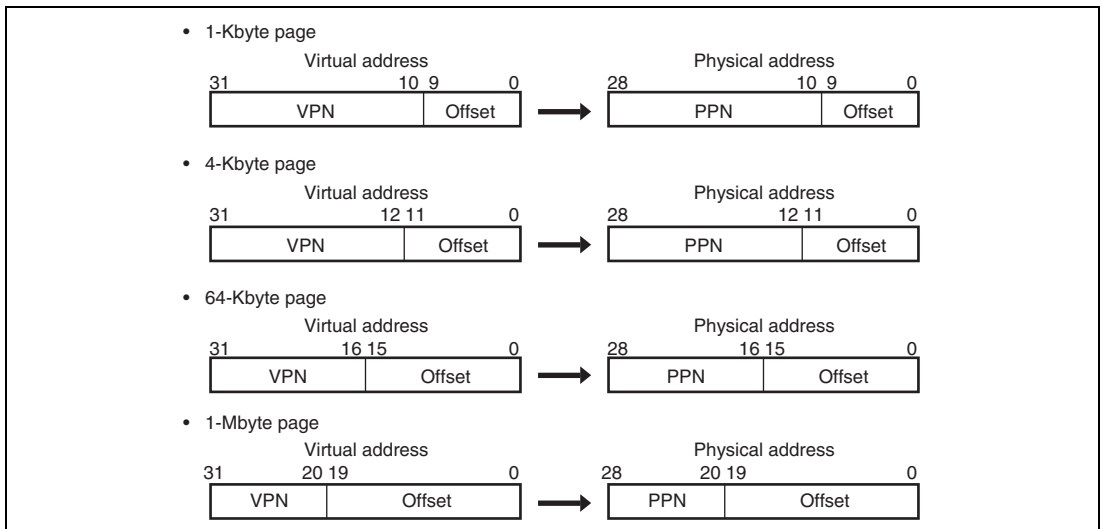 • 1-Kbyte page
Virtual address Physical address
31 10 9 0 28 10 9 0
VPN Offset PPN Offset
• 4-Kbyte page
Virtual address Physical address
31 12 11 0 28 12 11 0
VPN Offset PPN Offset
• 64-Kbyte page
Virtual address Physical address
31 16 15 0 28 16 15 0
VPN Offset PPN Offset
• 1-Mbyte page
Virtual address Physical address
31 20 19 0 28 20 19 0
VPN Offset PPN Offset